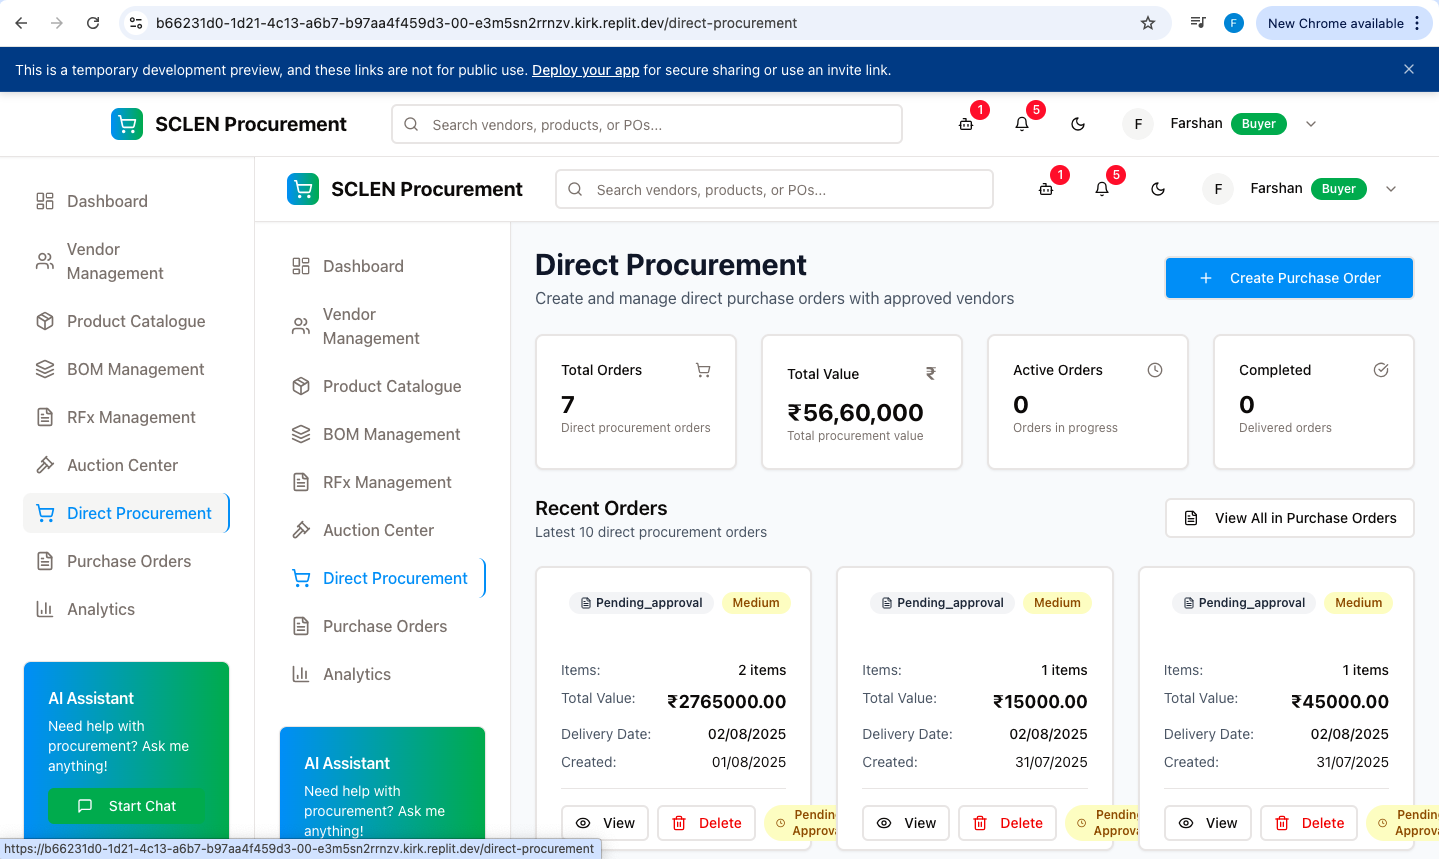 b66231d0-1d21-4c13-a6b7-b97aa4f459d3-00-e3m5sn2rrnzv.kirk.replit.dev/direct-procurement
F
New Chrome available
This is a temporary development preview, and these links are not for public use. Deploy your app for secure sharing or use an invite link.
SCLEN Procurement
Search vendors, products, or POs...
1
5
F
Farshan
Buyer
Dashboard
Vendor
Management
Product Catalogue
BOM Management
RFx Management
Auction Center
Direct Procurement
Purchase Orders
Analytics
AI Assistant
Need help with
procurement? Ask me
anything!
Start Chat
SCLEN Procurement
Search vendors, products, or POs...
1
5
F
Farshan
Buyer
Dashboard
Vendor
Management
Product Catalogue
BOM Management
RFx Management
Auction Center
Direct Procurement
Purchase Orders
Analytics
AI Assistant
Need help with
procurement? Ask me
anything!
Direct Procurement
Create and manage direct purchase orders with approved vendors
Create Purchase Order
Total Orders
7
Direct procurement orders
Total Value
₹
₹56,60,000
Total procurement value
Active Orders
0
Orders in progress
Completed
0
Delivered orders
Recent Orders
Latest 10 direct procurement orders
View All in Purchase Orders
Pending_approval Medium
Items: 2 items
Total Value: ₹2765000.00
Delivery Date: 02/08/2025
Created: 01/08/2025
View Delete
Pending_approval Medium
Items: 1 items
Total Value: ₹15000.00
Delivery Date: 02/08/2025
Created: 31/07/2025
View Delete
Pending_approval Medium
Items: 1 items
Total Value: ₹45000.00
Delivery Date: 02/08/2025
Created: 31/07/2025
View Delete
https://b66231d0-1d21-4c13-a6b7-b97aa4f459d3-00-e3m5sn2rrnzv.kirk.replit.dev/direct-procurement